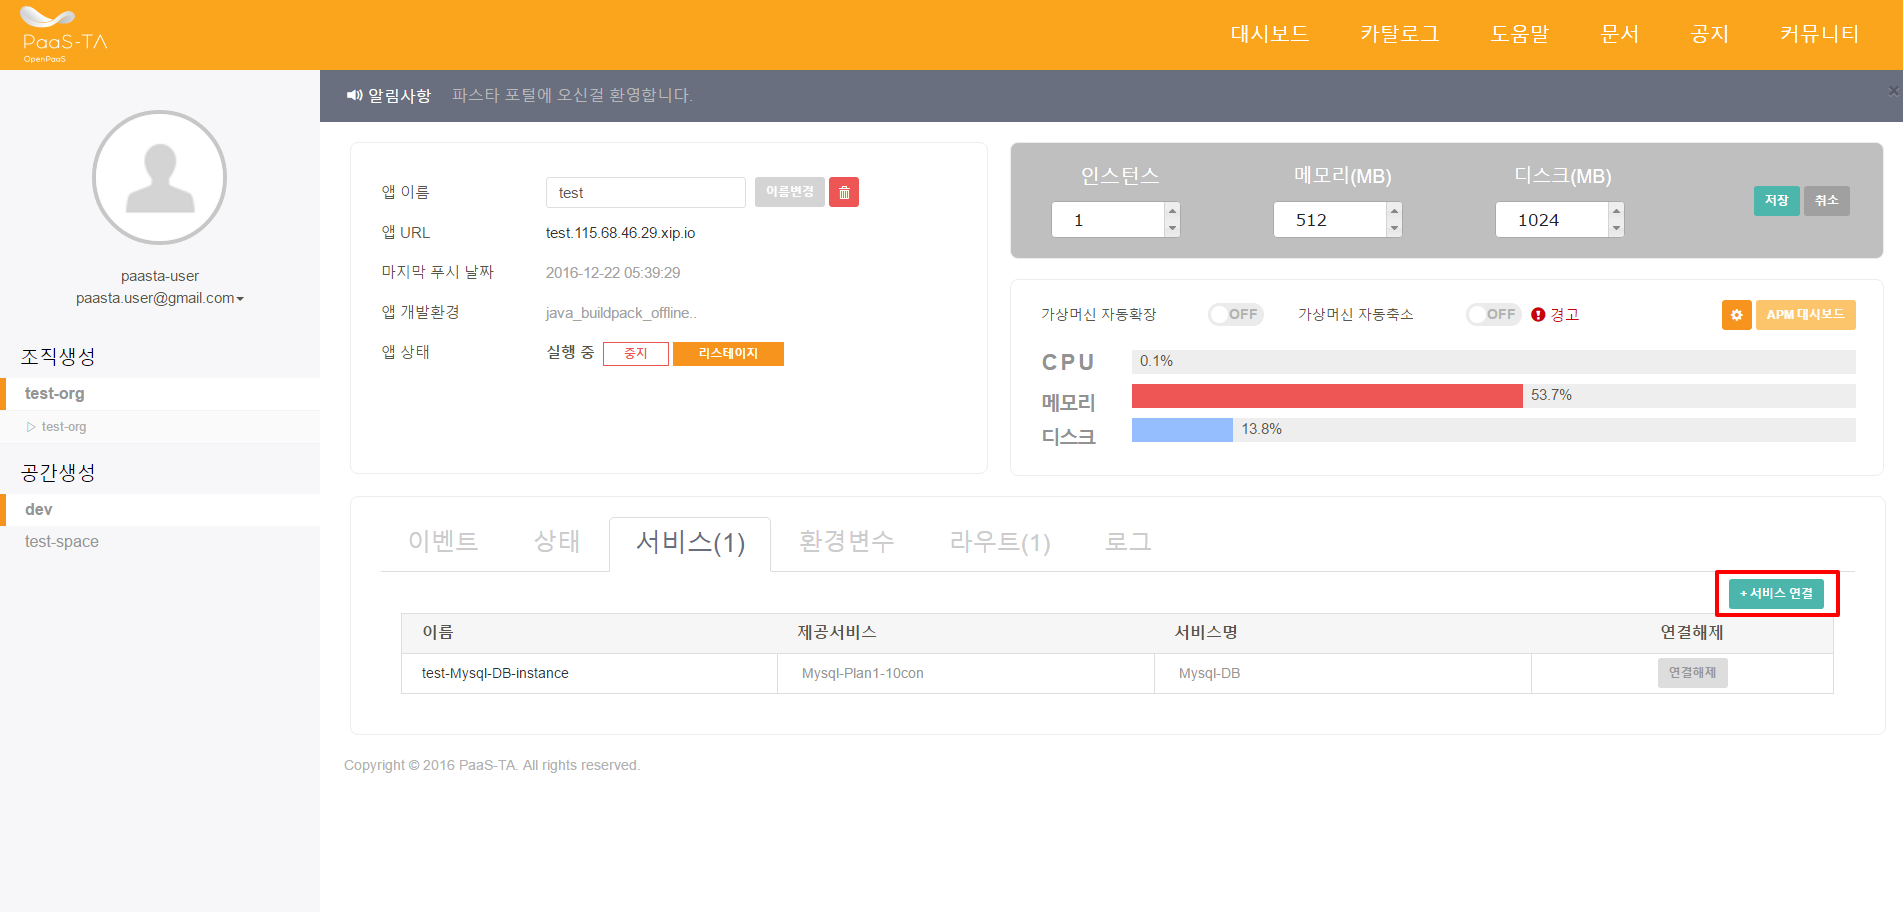 PaaS-TA
OpenPaaS
대시보드 카탈로그 도움말 문서 공지 커뮤니티
알림사항 파스타 포털에 오신걸 환영합니다.
paasta-user
paasta.user@gmail.com
조직생성
test-org
test-org
공간생성
dev
test-space
앱 이름 test 이름변경
앱 URL test.115.68.46.29.xip.io
마지막 푸시 날짜 2016-12-22 05:39:29
앱 개발환경 java_buildpack_offline..
앱 상태 실행 중 중지 리스테이지
인스턴스 메모리(MB) 디스크(MB)
1 512 1024 저장 취소
가상머신 자동확장 OFF 가상머신 자동축소 OFF 경고 APM 대시보드
CPU 0.1%
메모리 53.7%
디스크 13.8%
이벤트 상태 서비스(1) 환경변수 라우트(1) 로그
+ 서비스 연결
이름 제공서비스 서비스명 연결해제
test-Mysql-DB-instance Mysql-Plan1-10con Mysql-DB 연결해제
Copyright © 2016 PaaS-TA. All rights reserved.